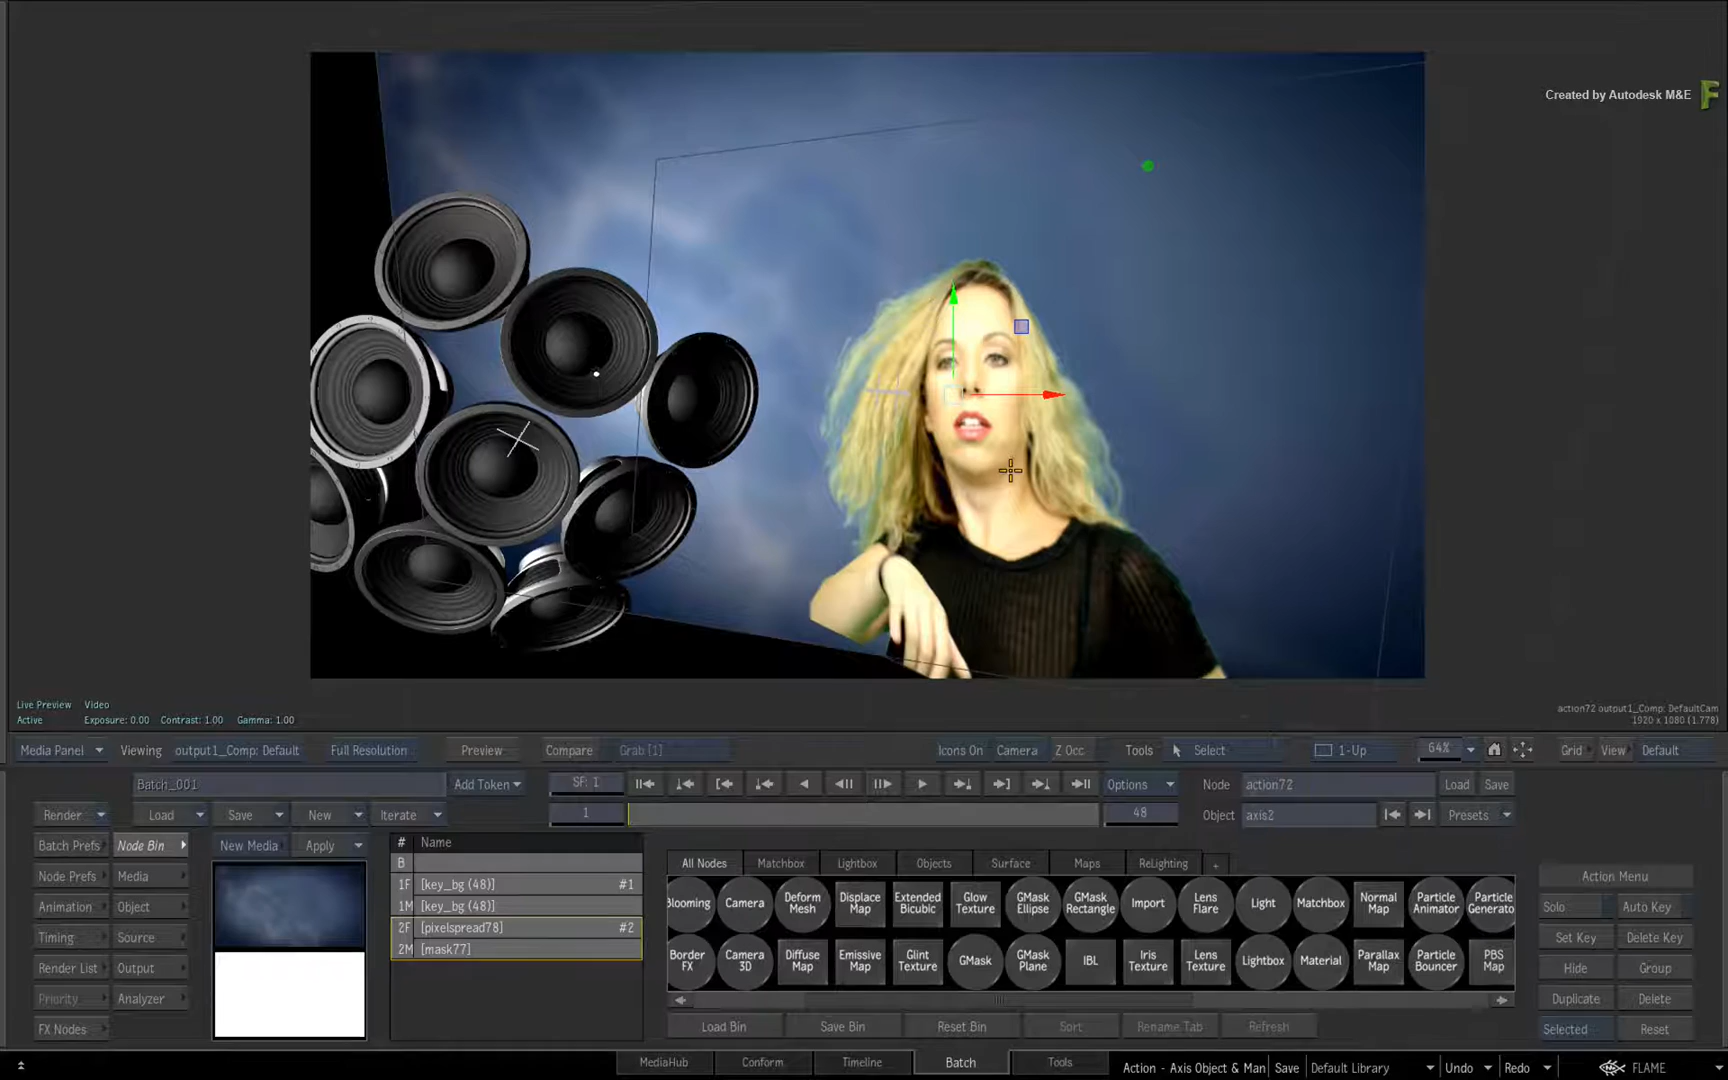 Created by Autodesk M&E
Live Preview Video
Active Exposure: 0.00 Contrast: 1.00 Gamma: 1.00
action72 output1_Comp: DefaultCam
1920 x 1080 (1.778)
Media Panel Viewing output1_Comp: Default Full Resolution Preview Compare Grab [1] Icons On Camera Z Occ Tools Select 1-Up 64% Grid View Default
Batch_001 Add Token SF: 1 Options Node action72 Load Save
Render Load Save New Iterate 1 48 Object axis2 Presets
Batch Prefs Node Bin New Media Apply
# Name
B
1F [key_bg (48)] #1
1M [key_bg (48)]
2F [pixelspread78] #2
2M [mask77]
Node Prefs Media
Animation Object
Timing Source
Render List Output
Priority Analyzer
FX Nodes
All Nodes Matchbox Lightbox Objects Surface Maps ReLighting +
Blooming Camera Deform Mesh Displace Map Extended Bicubic Glow Texture GMask Ellipse GMask Rectangle Import Lens Flare Light Matchbox Normal Map Particle Animator Particle Generato
Border FX Camera 3D Diffuse Map Emissive Map Glint Texture GMask GMask Plane IBL Iris Texture Lens Texture Lightbox Material Parallax Map Particle Bouncer PBS Map
Load Bin Save Bin Reset Bin Sort Rename Tab Refresh
Action Menu
Solo Auto Key
Set Key Delete Key
Hide Group
Duplicate Delete
Selected Reset
MediaHub Conform Timeline Batch Tools Action - Axis Object & Man Save Default Library Undo Redo FLAME